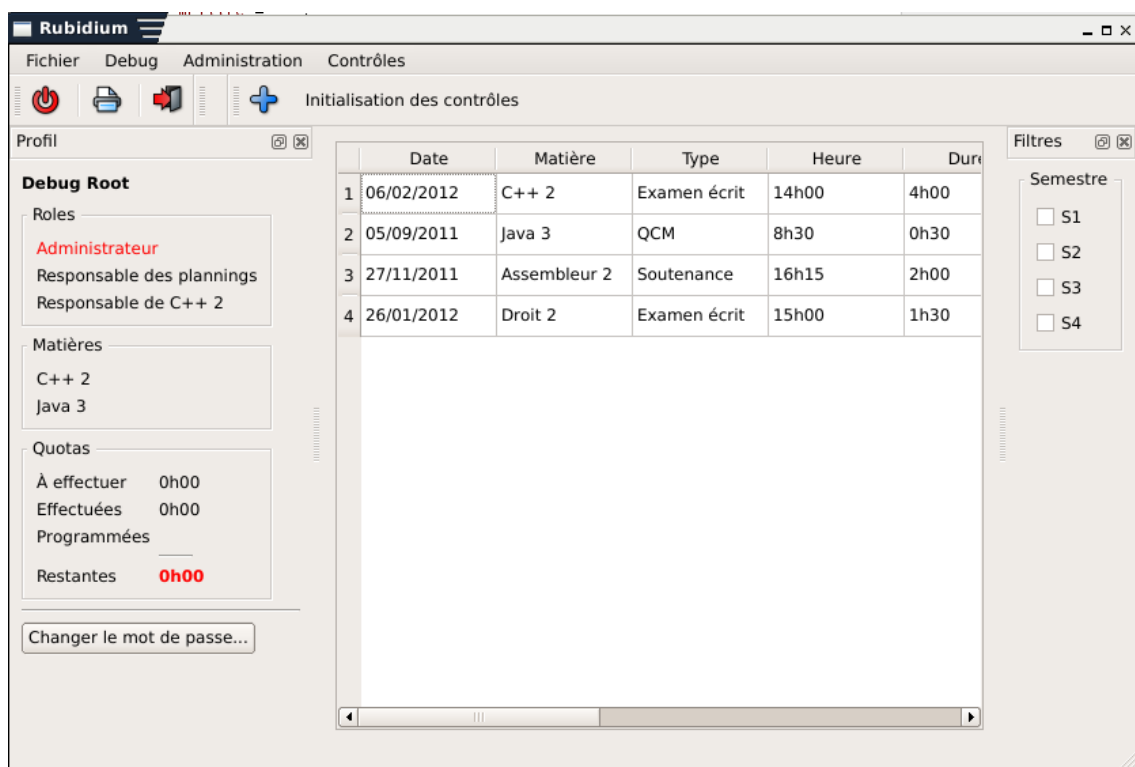 Rubidium
Fichier Debug Administration Contrôles
Initialisation des contrôles
Profil
Debug Root
Roles
Administrateur
Responsable des plannings
Responsable de C++ 2
Matières
C++ 2
Java 3
Quotas
À effectuer 0h00
Effectuées 0h00
Programmées
Restantes 0h00
Changer le mot de passe...
Date Matière Type Heure
1 06/02/2012 C++ 2 Examen écrit 14h00 4h00
2 05/09/2011 Java 3 QCM 8h30 0h30
3 27/11/2011 Assembleur 2 Soutenance 16h15 2h00
4 26/01/2012 Droit 2 Examen écrit 15h00 1h30
Filtres
Semestre
S1
S2
S3
S4